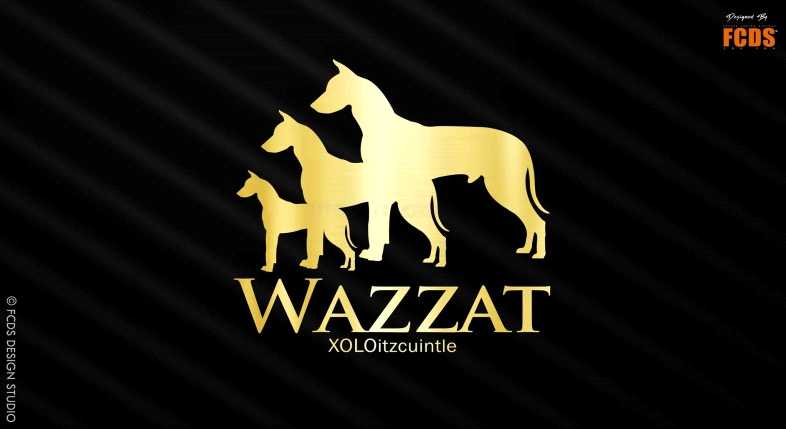 Designed By
FCDS
WAZZAT
XOLOitzcuintle
© FCDS DESIGN STUDIO